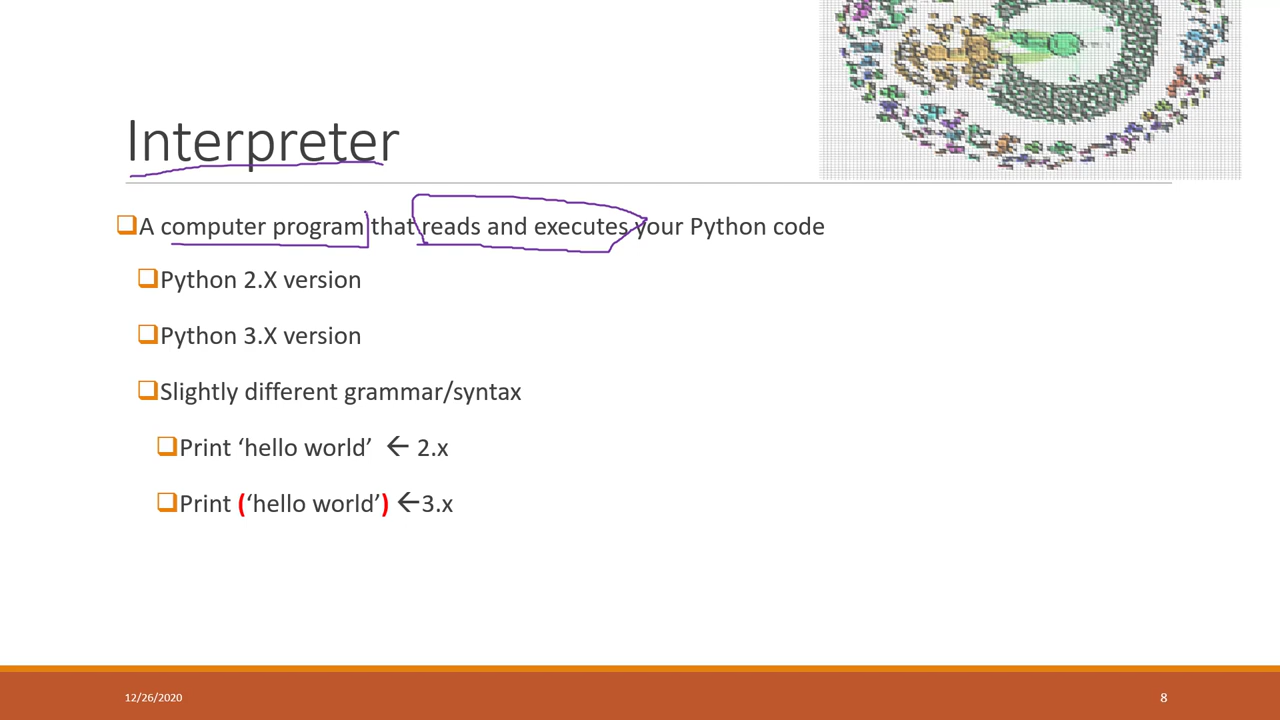 Interpreter
A computer program that reads and executes your Python code
Python 2.X version
Python 3.X version
Slightly different grammar/syntax
Print ‘hello world’ ← 2.x
Print (‘hello world’) ←3.x
12/26/2020
8